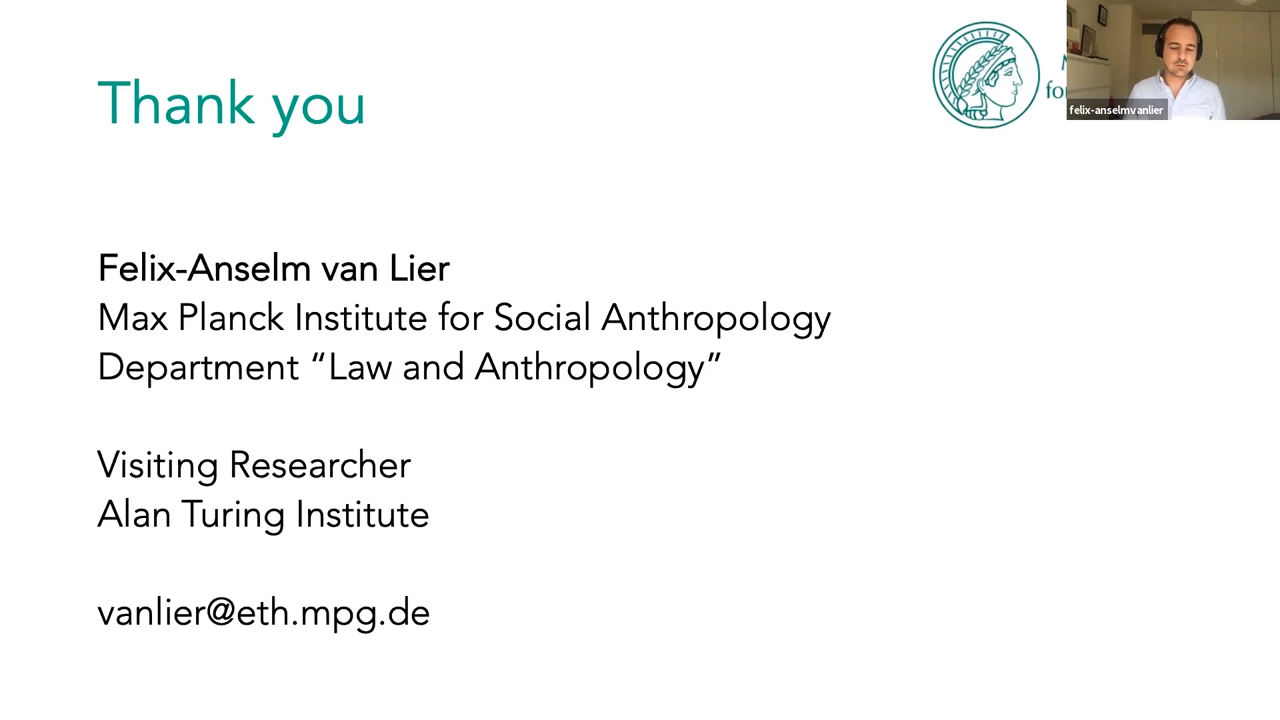 Thank you
for
felix-anselmvanlier
Felix-Anselm van Lier
Max Planck Institute for Social Anthropology
Department “Law and Anthropology”
Visiting Researcher
Alan Turing Institute
vanlier@eth.mpg.de